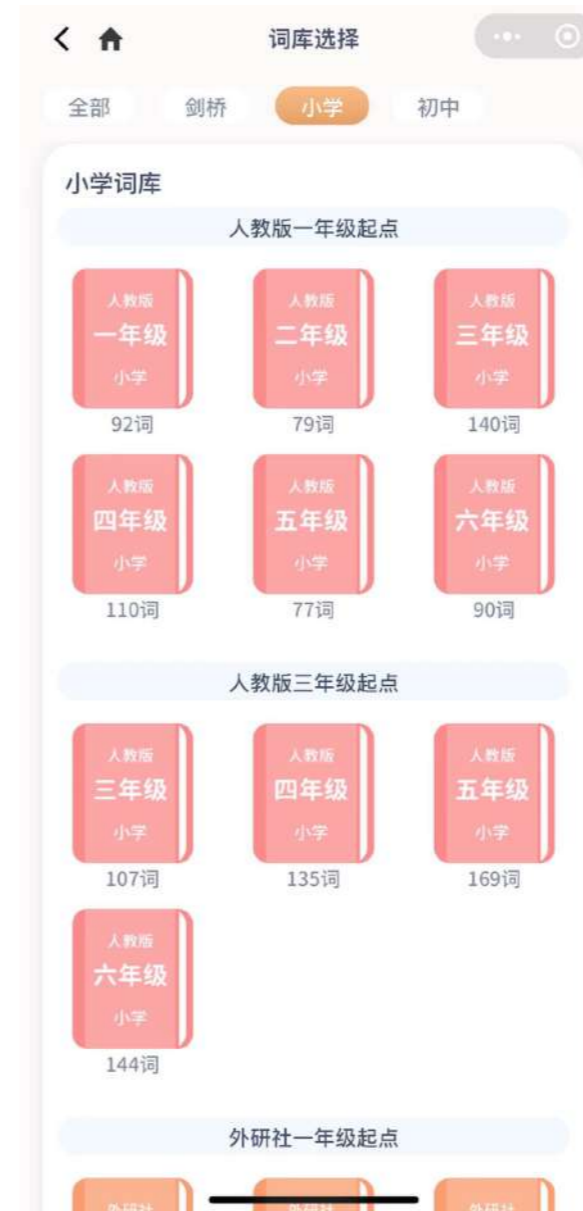 词库选择
全部 剑桥 小学 初中
小学词库
人教版一年级起点
人教版 人教版 人教版
一年级 二年级 三年级
小学 小学 小学
92词 79词 140词
人教版 人教版 人教版
四年级 五年级 六年级
小学 小学 小学
110词 77词 90词
人教版三年级起点
人教版 人教版 人教版
三年级 四年级 五年级
小学 小学 小学
107词 135词 169词
人教版
六年级
小学
144词
外研社一年级起点